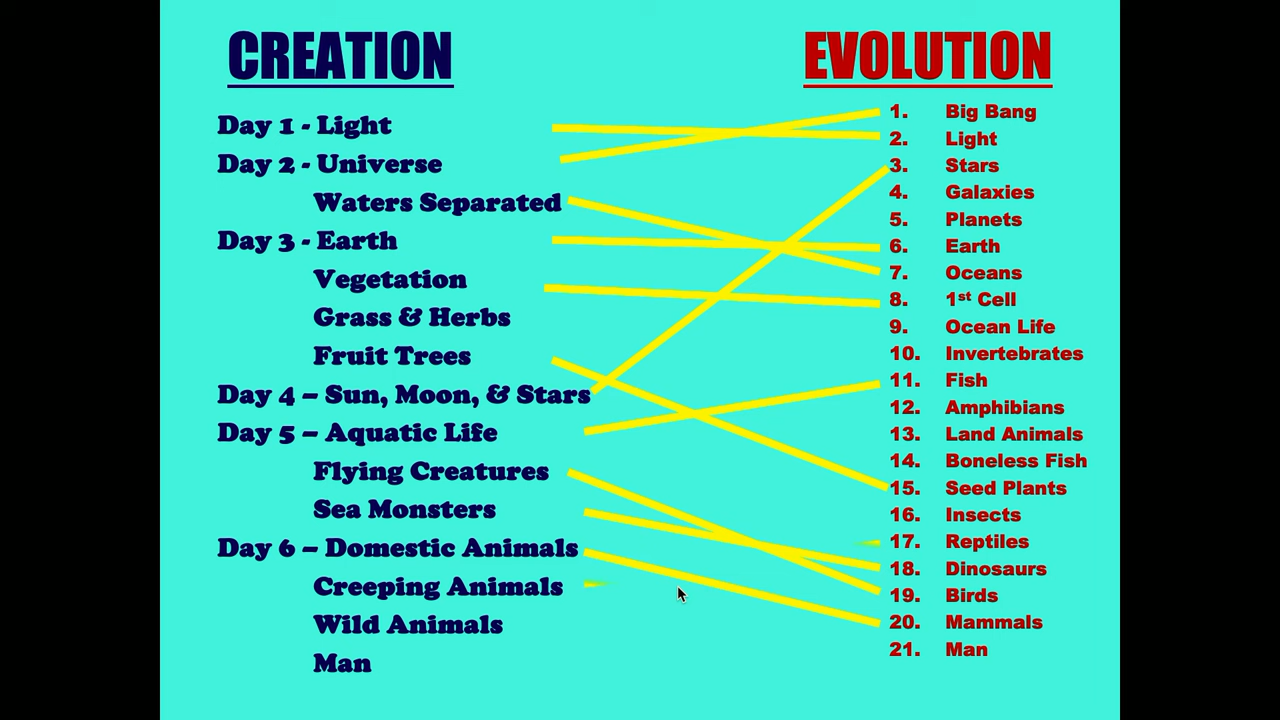 CREATION
Day 1 - Light
Day 2 - Universe
Waters Separated
Day 3 - Earth
Vegetation
Grass & Herbs
Fruit Trees
Day 4 – Sun, Moon, & Stars
Day 5 – Aquatic Life
Flying Creatures
Sea Monsters
Day 6 – Domestic Animals
Creeping Animals
Wild Animals
Man
EVOLUTION
1. Big Bang
2. Light
3. Stars
4. Galaxies
5. Planets
6. Earth
7. Oceans
8. 1st Cell
9. Ocean Life
10. Invertebrates
11. Fish
12. Amphibians
13. Land Animals
14. Boneless Fish
15. Seed Plants
16. Insects
17. Reptiles
18. Dinosaurs
19. Birds
20. Mammals
21. Man